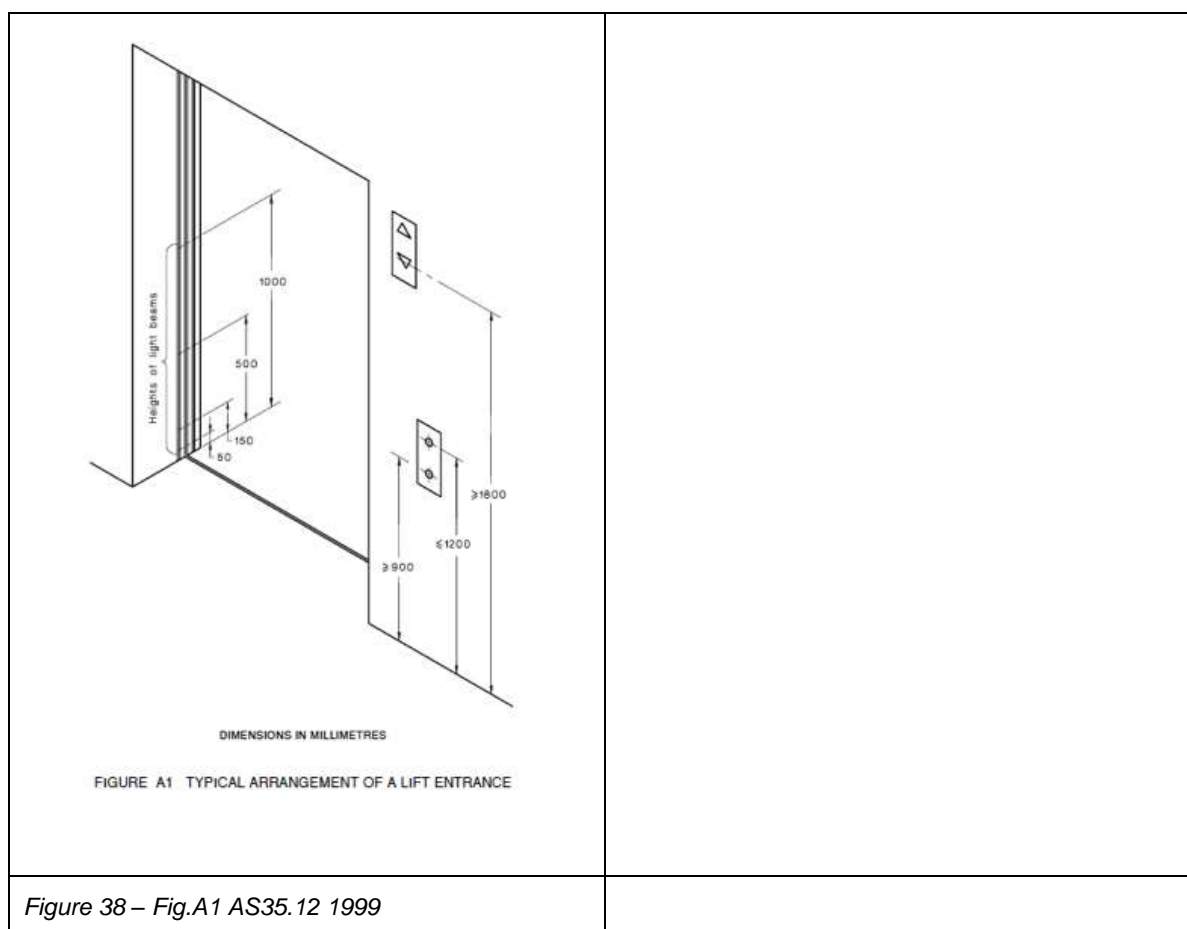 Heights of light beams
1000
500
150
50
≥1800
≤1200
≥900
DIMENSIONS IN MILLIMETRES
FIGURE A1 TYPICAL ARRANGEMENT OF A LIFT ENTRANCE
Figure 38 – Fig.A1 AS35.12 1999